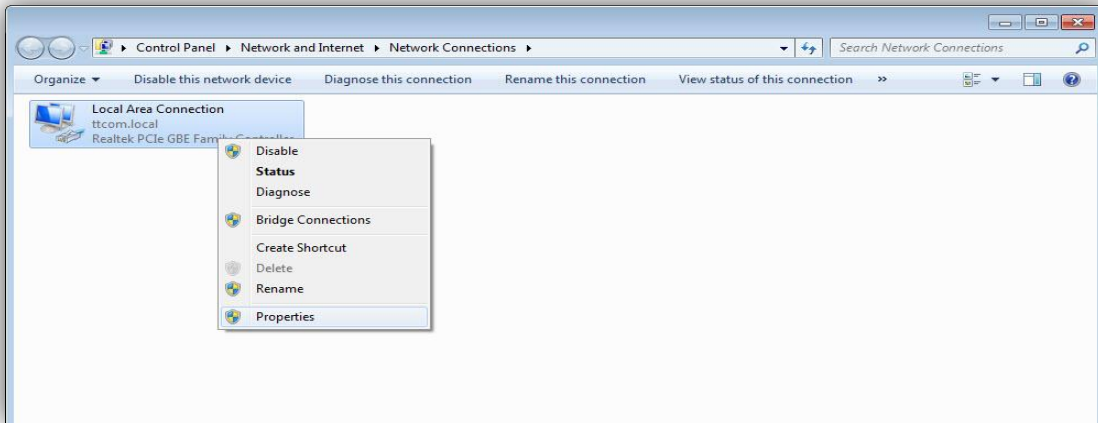 Control Panel Network and Internet Network Connections Search Network Connections
Organize Disable this network device Diagnose this connection Rename this connection View status of this connection »
Local Area Connection
ttcom.local
Realtek PCIe GBE Family Controller
Disable
Status
Diagnose
Bridge Connections
Create Shortcut
Delete
Rename
Properties